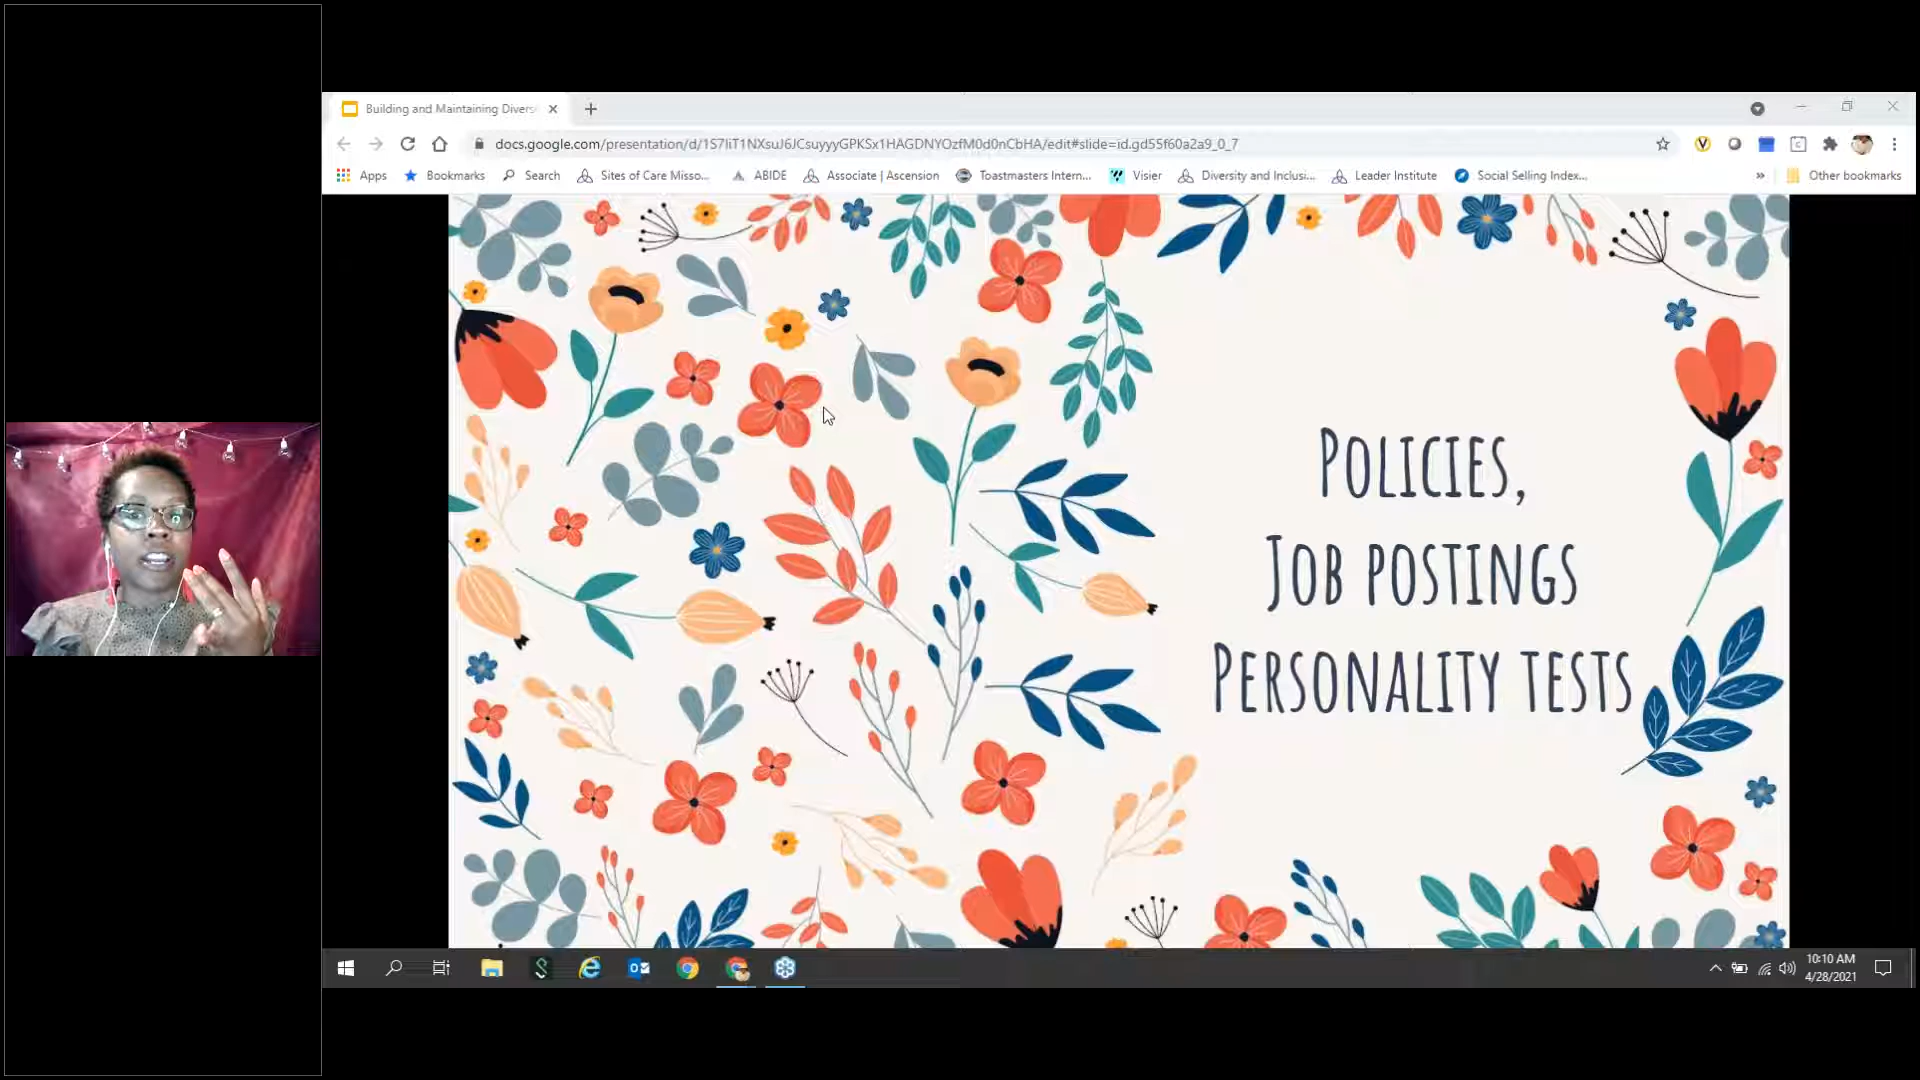 Building and Maintaining Divers
docs.google.com/presentation/d/1S7IiT1NXsuJ6JCsuyyyGPKSx1HAGDNYOzfM0d0nCbHA/edit#slide=id.gd55f60a2a9_0_7
Apps Bookmarks Search Sites of Care Misso... ABIDE Associate | Ascension Toastmasters Intern... Visier Diversity and Inclusi... Leader Institute Social Selling Index... » Other bookmarks
Policies,
Job postings
Personality tests
10:10 AM
4/28/2021